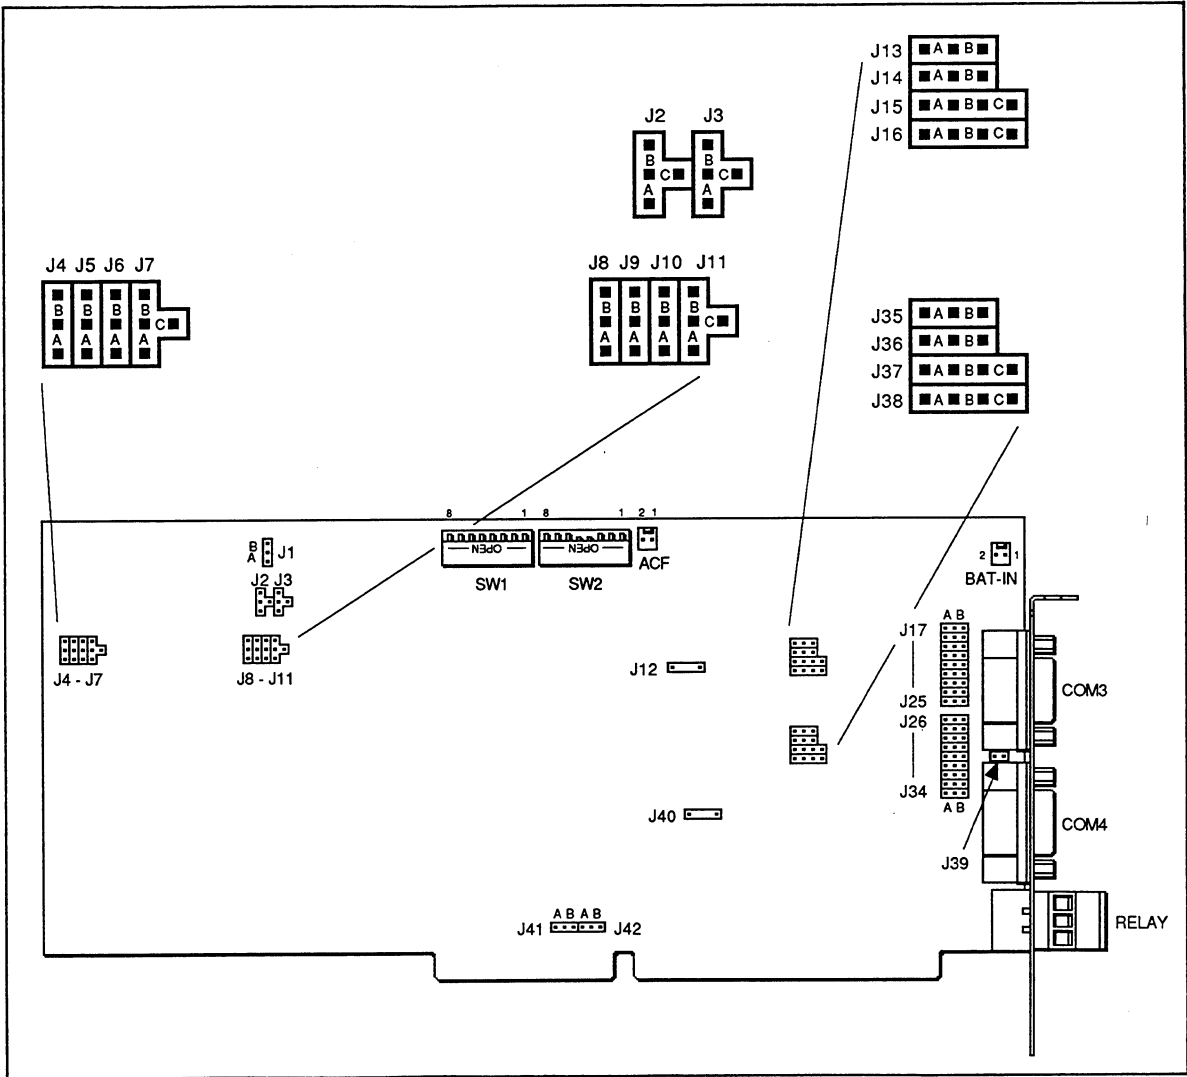 J13 A B
J14 A B
J15 A B C
J16 A B C
J2 J3
B B
C C
A A
J4 J5 J6 J7
B B B B
C
A A A A
J8 J9 J10 J11
B B B B
C
A A A A
J35 A B
J36 A B
J37 A B C
J38 A B C
8 1 8 1 2 1
OPEN OPEN
SW1 SW2 ACF
B
A
J1
J2 J3
2 1
BAT-IN
J4 - J7
J8 - J11
J12
A B
J17
J25
J26
J34
A B
COM3
J40
COM4
J39
A B A B
J41 J42
RELAY